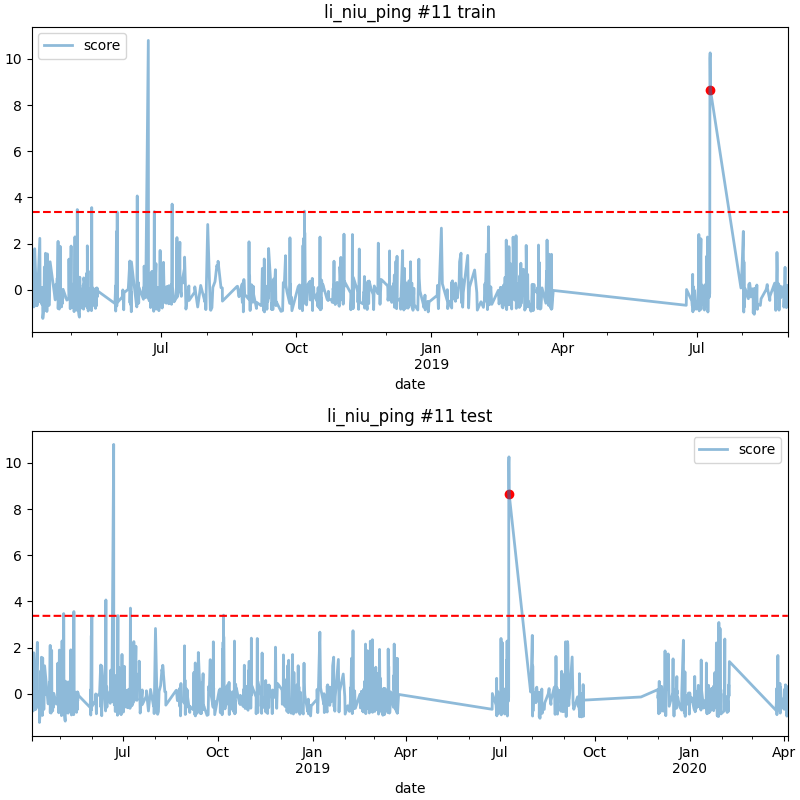 li_niu_ping #11 train
score
10
8
6
4
2
0
Jul Oct Jan Apr Jul
2019
date
li_niu_ping #11 test
score
10
8
6
4
2
0
Jul Oct Jan Apr Jul Oct Jan Apr
2019 2020
date